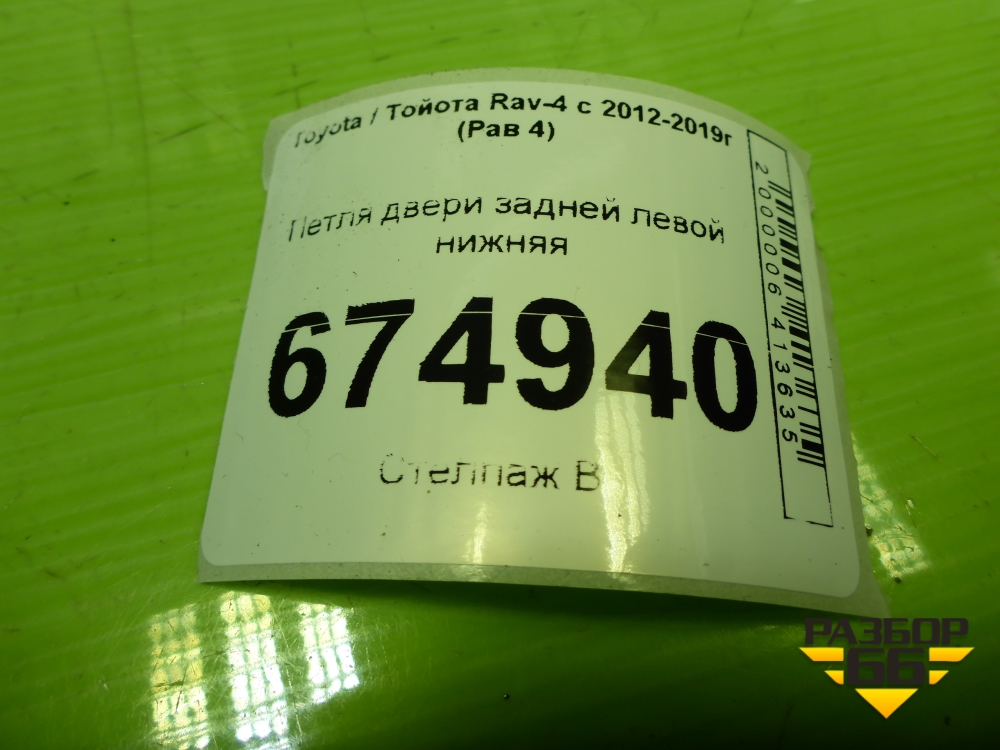 Toyota / Тойота Rav-4 с 2012-2019г
(Рав 4)
Петля двери задней левой
нижняя
674940
Стеллаж В
2000006413635
РАЗБОР
66